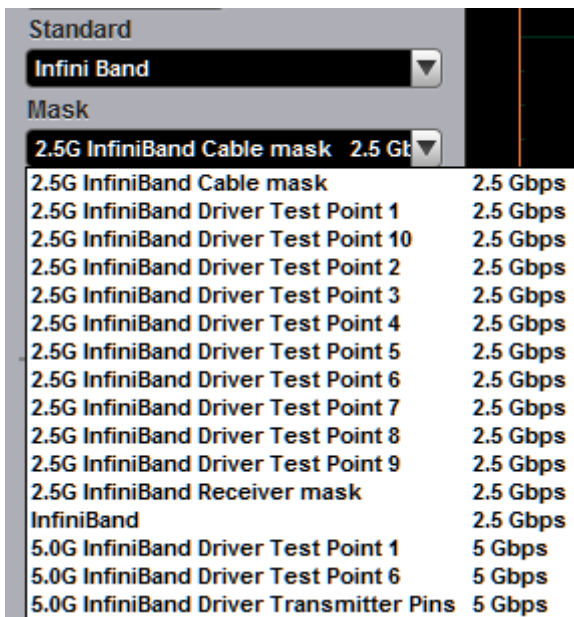 Standard
Infini Band
Mask
2.5G InfiniBand Cable mask 2.5 Gb
2.5G InfiniBand Cable mask 2.5 Gbps
2.5G InfiniBand Driver Test Point 1 2.5 Gbps
2.5G InfiniBand Driver Test Point 10 2.5 Gbps
2.5G InfiniBand Driver Test Point 2 2.5 Gbps
2.5G InfiniBand Driver Test Point 3 2.5 Gbps
2.5G InfiniBand Driver Test Point 4 2.5 Gbps
2.5G InfiniBand Driver Test Point 5 2.5 Gbps
2.5G InfiniBand Driver Test Point 6 2.5 Gbps
2.5G InfiniBand Driver Test Point 7 2.5 Gbps
2.5G InfiniBand Driver Test Point 8 2.5 Gbps
2.5G InfiniBand Driver Test Point 9 2.5 Gbps
2.5G InfiniBand Receiver mask 2.5 Gbps
InfiniBand 2.5 Gbps
5.0G InfiniBand Driver Test Point 1 5 Gbps
5.0G InfiniBand Driver Test Point 6 5 Gbps
5.0G InfiniBand Driver Transmitter Pins 5 Gbps